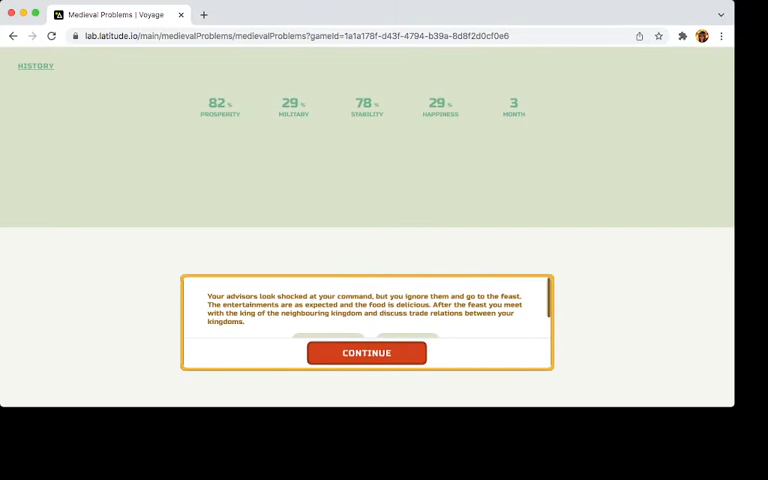 Medieval Problems | Voyage
lab.latitude.io/main/medievalProblems/medievalProblems?gameId=1a1a178f-d43f-4794-b39a-8d8f2d0cf0e6
HISTORY
82 % 29 % 78 % 29 % 3
PROSPERITY MILITARY STABILITY HAPPINESS MONTH
Your advisors look shocked at your command, but you ignore them and go to the feast.
The entertainments are as expected and the food is delicious. After the feast you meet
with the king of the neighbouring kingdom and discuss trade relations between your
kingdoms.
CONTINUE